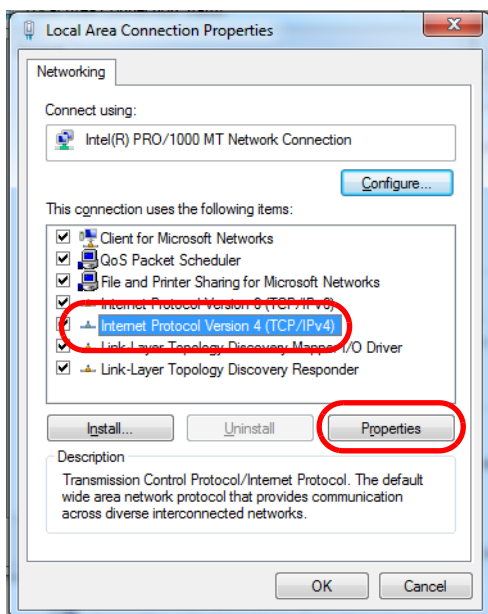 Local Area Connection Properties
Networking
Connect using:
Intel(R) PRO/1000 MT Network Connection
Configure...
This connection uses the following items:
Client for Microsoft Networks
QoS Packet Scheduler
File and Printer Sharing for Microsoft Networks
Internet Protocol Version 6 (TCP/IPv6)
Internet Protocol Version 4 (TCP/IPv4)
Link-Layer Topology Discovery Mapper I/O Driver
Link-Layer Topology Discovery Responder
Install...
Uninstall
Properties
Description
Transmission Control Protocol/Internet Protocol. The default
wide area network protocol that provides communication
across diverse interconnected networks.
OK
Cancel